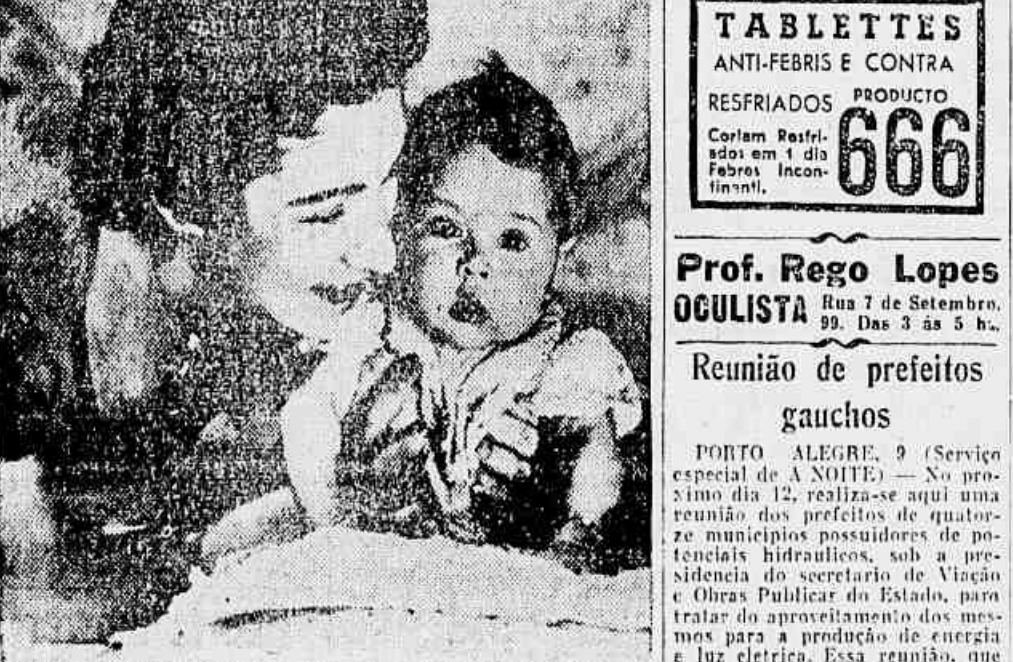 TABLETTES
ANTI-FEBRIS E CONTRA
RESFRIADOS PRODUCTO
666
Cortam Resfri-
ados em 1 dia
Febres Incon-
tinenti.
Prof. Rego Lopes
OCULISTA Rua 7 de Setembro,
99. Das 3 ás 5 hs.
Reunião de prefeitos
gauchos
PORTO ALEGRE, 9 (Serviço
especial de A NOITE) — No pro-
ximo dia 12, realiza-se aqui uma
reunião dos prefeitos de quator-
ze municipios possuidores de po-
tenciais hidraulicos, sob a pre-
sidencia do secretario de Viação
e Obras Publicar do Estado, para
tratar do aproveitamento dos mes-
mos para a produção de energia
e luz eletrica. Essa reunião, que